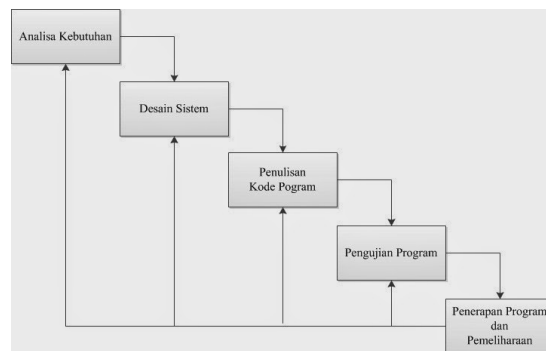 Analisa Kebutuhan
Desain Sistem
Penulisan
Kode Pogram
Pengujian Program
Penerapan Program
dan
Pemeliharaan